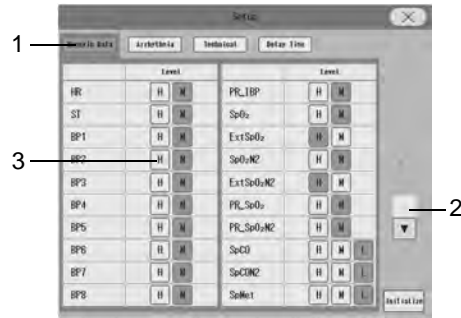 Setup
1
Numeric Data Arrhythmia Technical Delay Time
Level Level
HR H M PR_IBP H M
ST H M SpO₂ H M
BP1 H M ExtSpO₂ H M
3
BP2 H M SpO₂N2 H M
BP3 H M ExtSpO₂N2 H M
BP4 H M PR_SpO₂ H M
2
BP5 H M PR_SpO₂N2 H M
BP6 H M SpCO H M L
BP7 H M SpCON2 H M L
BP8 H M SpMet H M L
Initialize